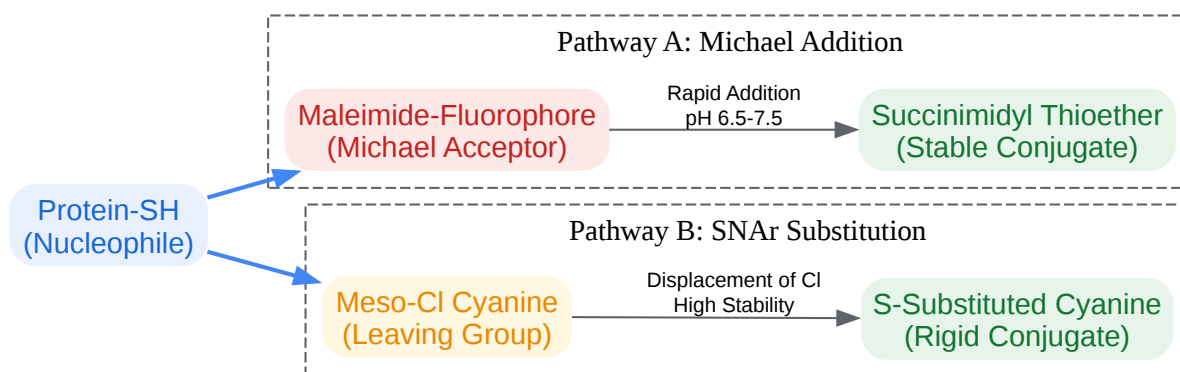 Pathway A: Michael Addition
Maleimide-Fluorophore
(Michael Acceptor)
Rapid Addition
pH 6.5-7.5
Succinimidyl Thioether
(Stable Conjugate)
Protein-SH
(Nucleophile)
Pathway B: SNAr Substitution
Meso-Cl Cyanine
(Leaving Group)
Displacement of Cl
High Stability
S-Substituted Cyanine
(Rigid Conjugate)